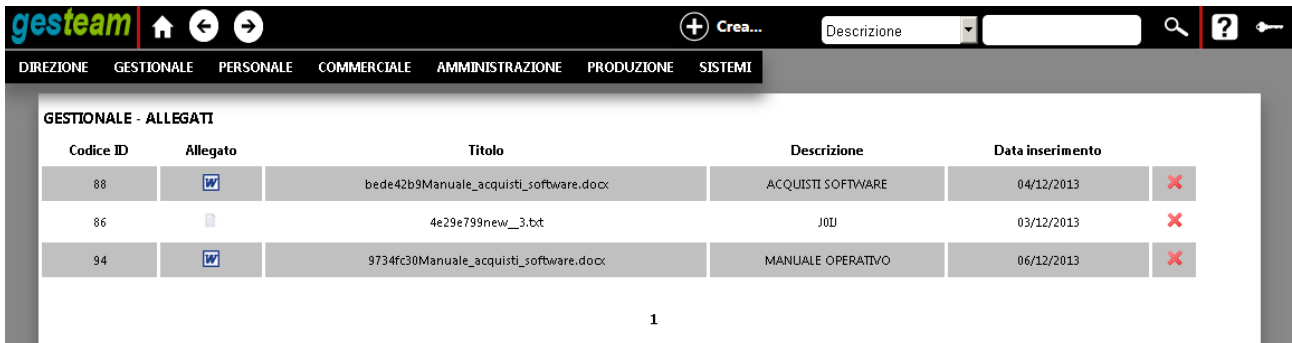 gesteam Crea... Descrizione ?
DIREZIONE GESTIONALE PERSONALE COMMERCIALE AMMINISTRAZIONE PRODUZIONE SISTEMI
GESTIONALE - ALLEGATI
Codice ID Allegato Titolo Descrizione Data inserimento
88 W bede42b9Manuale_acquisti_software.docx ACQUISTI SOFTWARE 04/12/2013
86 4e29e799new__3.txt J0IJ 03/12/2013
94 W 9734fc30Manuale_acquisti_software.docx MANUALE OPERATIVO 06/12/2013
1